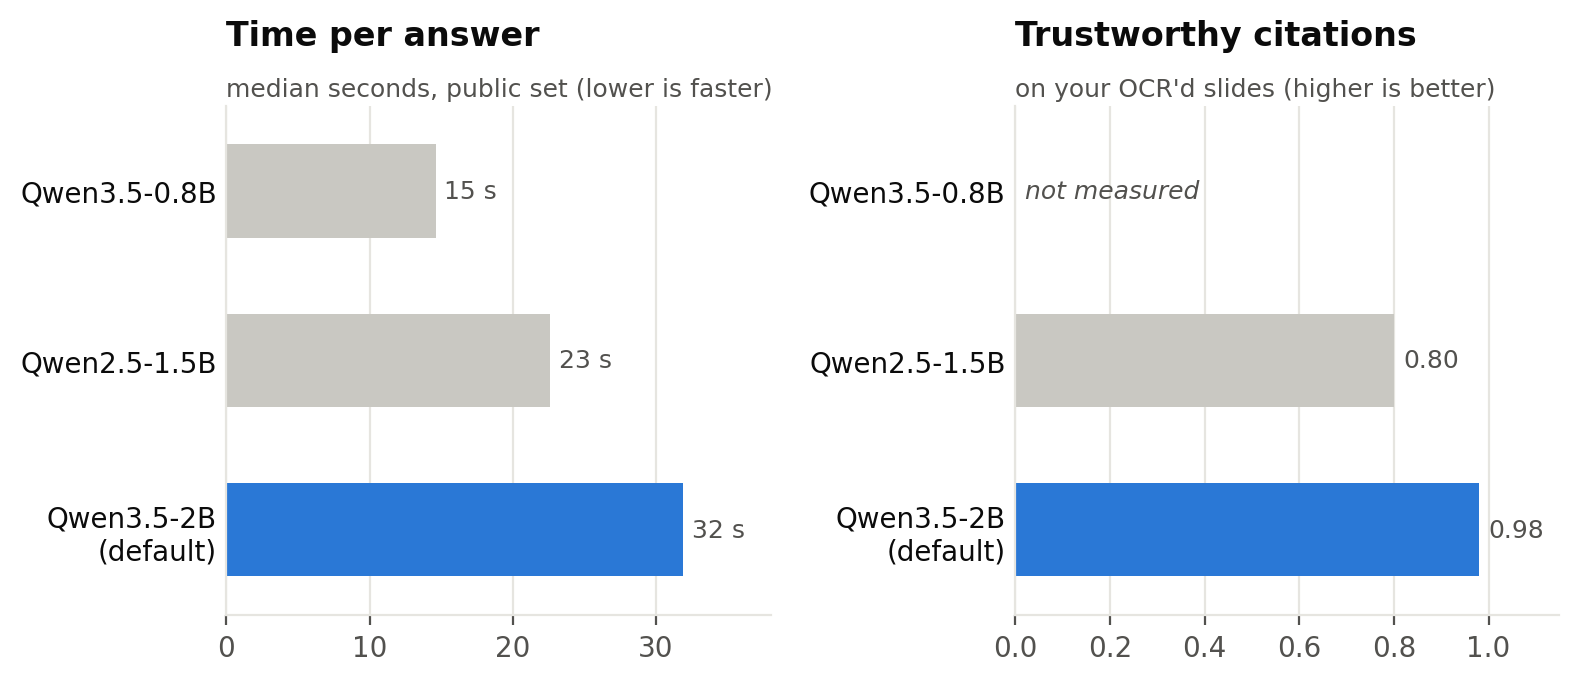 Time per answer
median seconds, public set (lower is faster)
Qwen3.5-0.8B
15 s
Qwen2.5-1.5B
23 s
Qwen3.5-2B
(default)
32 s
0 10 20 30
Trustworthy citations
on your OCR'd slides (higher is better)
Qwen3.5-0.8B
not measured
Qwen2.5-1.5B
0.80
Qwen3.5-2B
(default)
0.98
0.0 0.2 0.4 0.6 0.8 1.0